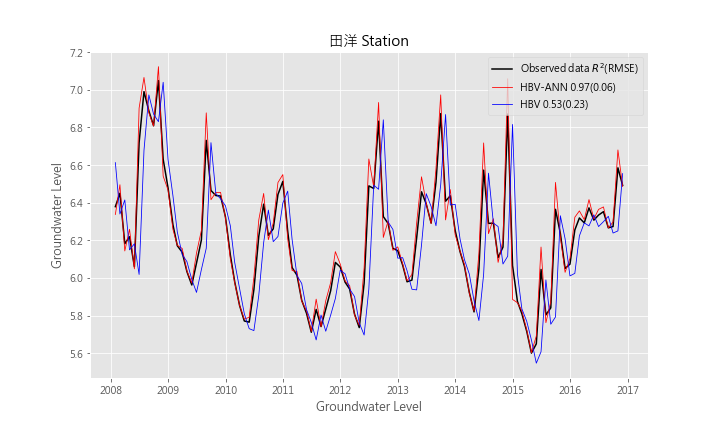 田洋 Station
Observed data R²(RMSE)
HBV-ANN 0.97(0.06)
HBV 0.53(0.23)
Groundwater Level
7.2
7.0
6.8
6.6
6.4
6.2
6.0
5.8
5.6
2008 2009 2010 2011 2012 2013 2014 2015 2016 2017
Groundwater Level